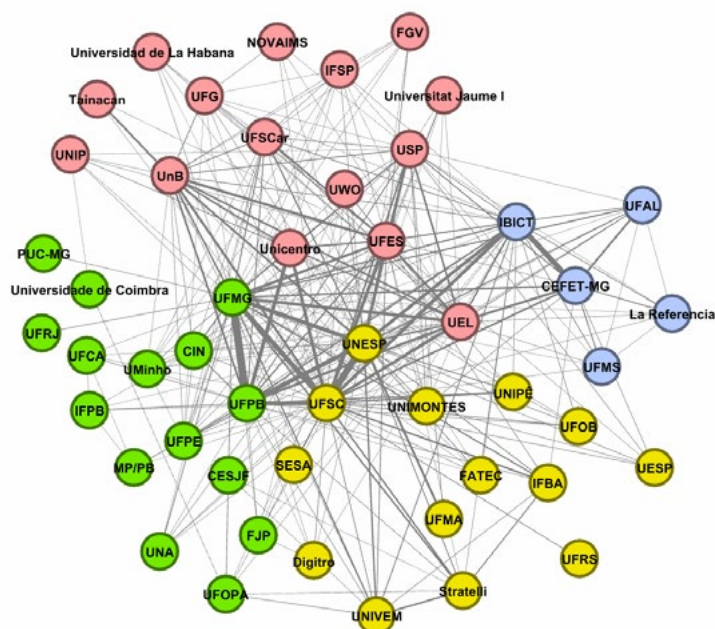 FGV
NOVAIMS
Universidad de La Habana
IFSP
UFG
Universitat Jaume I
Tainacan
UFSCar
USP
UNIP
UnB
UWO
UFAL
IBICT
UFES
Unicentro
PUC-MG
CEFET-MG
Universidade de Coimbra
UFMG
La Referencia
UEL
UFRJ
UNESP
CIN
UFCA
UMinho
UFMS
UNIPÊ
UFPB
UFSC
UNIMONTES
IFPB
UFOB
UFPE
MP/PB
SESA
UESP
CESJF
FATEC
IFBA
UFMA
FJP
UNA
Digitro
UFRS
Stratelli
UFOPA
UNIVEM